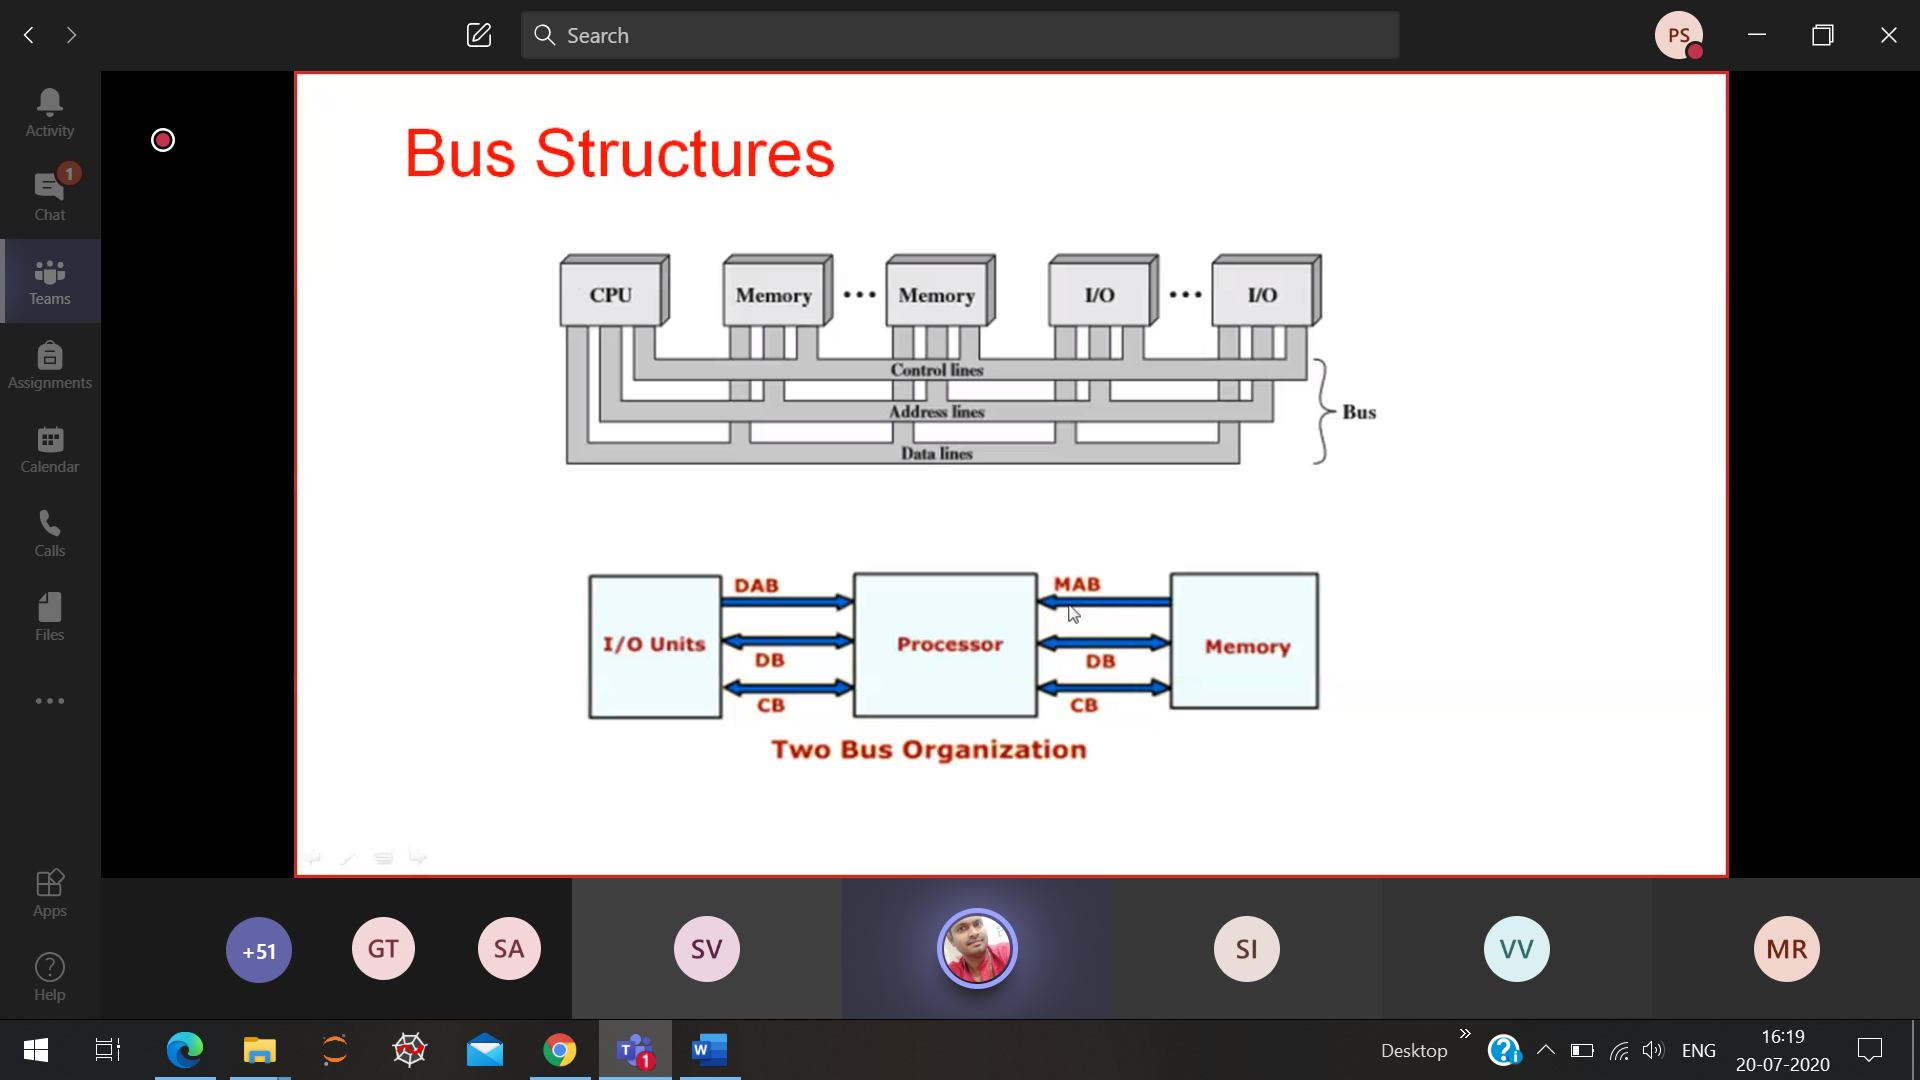 Search
PS
Activity
1
Chat
Teams
Assignments
Calendar
Calls
Files
Apps
Help
Bus Structures
CPU
Memory
Memory
I/O
I/O
Control lines
Address lines
Data lines
Bus
DAB
MAB
I/O Units
Processor
Memory
DB
DB
CB
CB
Two Bus Organization
+51
GT
SA
SV
SI
VV
MR
T
1
W
Desktop
ENG
16:19
20-07-2020